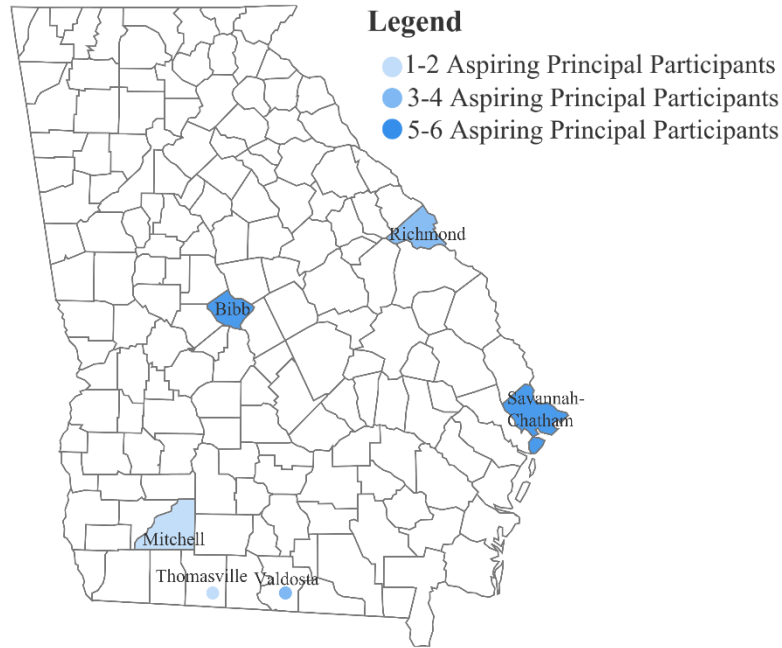 Legend
1-2 Aspiring Principal Participants
3-4 Aspiring Principal Participants
5-6 Aspiring Principal Participants
Richmond
Bibb
Savannah-
Chatham
Mitchell
Thomasville
Valdosta